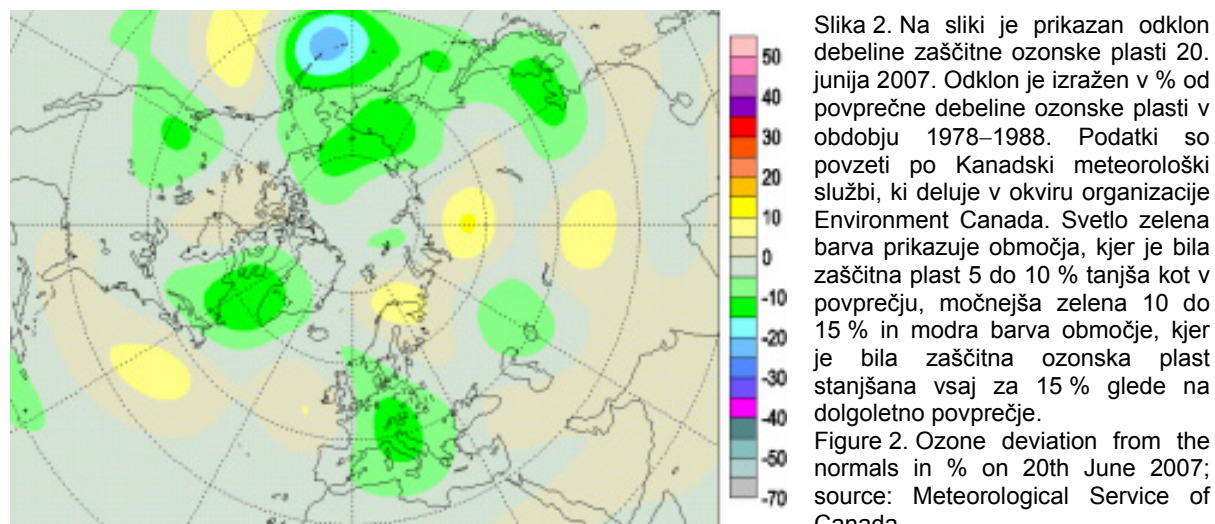 50
40
30
20
10
0
-10
-20
-30
-40
-50
-70
Slika 2. Na sliki je prikazan odklon
debeline zaščitne ozonske plasti 20.
junija 2007. Odklon je izražen v % od
povprečne debeline ozonske plasti v
obdobju 1978–1988. Podatki so
povzeti po Kanadski meteorološki
službi, ki deluje v okviru organizacije
Environment Canada. Svetlo zelena
barva prikazuje območja, kjer je bila
zaščitna plast 5 do 10 % tanjša kot v
povprečju, močnejša zelena 10 do
15 % in modra barva območje, kjer
je bila zaščitna ozonska plast
stanjšana vsaj za 15 % glede na
dolgoletno povprečje.
Figure 2. Ozone deviation from the
normals in % on 20th June 2007;
source: Meteorological Service of
Canada